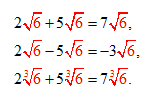 2√6 + 5√6 = 7√6,
2√6 − 5√6 = −3√6,
2∛6 + 5∛6 = 7∛6.